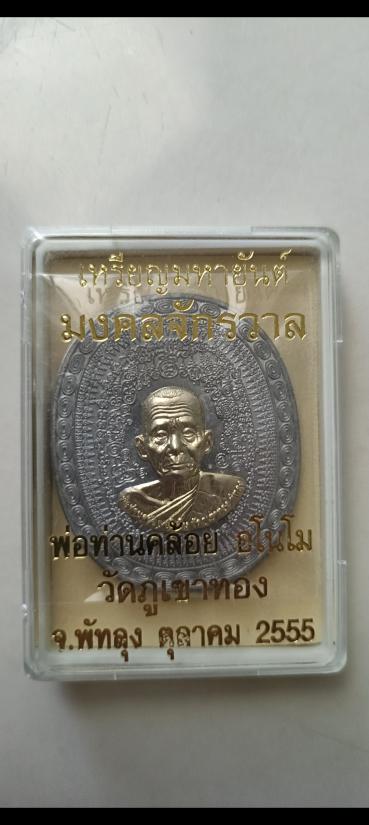 เหรียญมหายันต์
มงคลจักรวาล
พ่อท่านคล้อย อโนโม
วัดภูเขาทอง
จ.พัทลุง ตุลาคม 2555